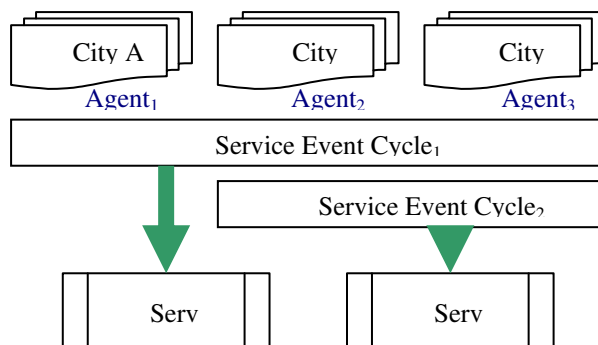 City A City City
Agent₁ Agent₂ Agent₃
Service Event Cycle₁
Service Event Cycle₂
Serv Serv